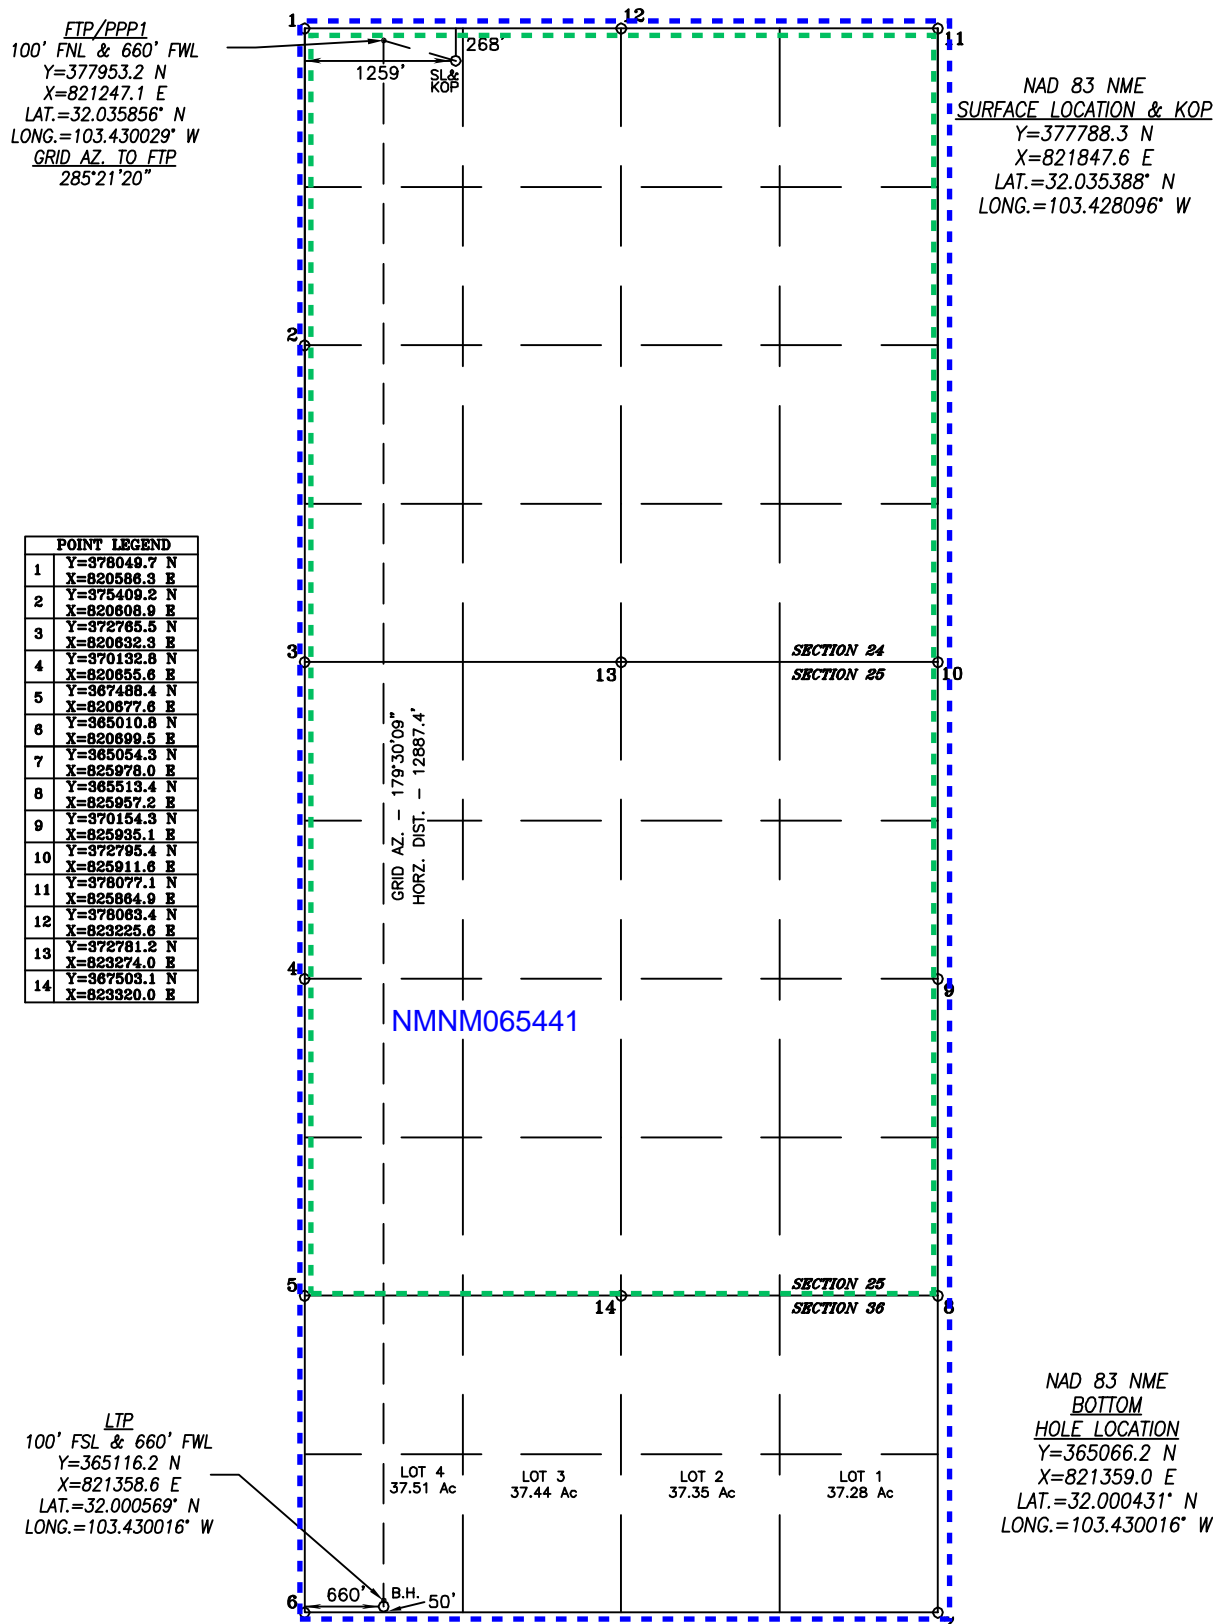 FTP/PPP1
100' FNL & 660' FWL
Y=377953.2 N
X=821247.1 E
LAT.=32.035856° N
LONG.=103.430029° W
GRID AZ. TO FTP
285°21'20"
1
12
11
268'
1259'
SL&
KOP
NAD 83 NME
SURFACE LOCATION & KOP
Y=377788.3 N
X=821847.6 E
LAT.=32.035388° N
LONG.=103.428096° W
2
POINT LEGEND
1 Y=378049.7 N
X=820586.3 E
2 Y=375409.2 N
X=820608.9 E
3 Y=372765.5 N
X=820632.3 E
4 Y=370132.8 N
X=820655.6 E
5 Y=367488.4 N
X=820677.6 E
6 Y=365010.8 N
X=820699.5 E
7 Y=365054.3 N
X=825978.0 E
8 Y=365513.4 N
X=825957.2 E
9 Y=370154.3 N
X=825935.1 E
10 Y=372795.4 N
X=825911.6 E
11 Y=378077.1 N
X=825864.9 E
12 Y=378063.4 N
X=823225.6 E
13 Y=372781.2 N
X=823274.0 E
14 Y=367503.1 N
X=823320.0 E
3
13
SECTION 24
SECTION 25
10
GRID AZ. - 179°30'09"
HORZ. DIST. - 12887.4'
4
9
NMNM065441
5
14
SECTION 25
SECTION 36
8
LTP
100' FSL & 660' FWL
Y=365116.2 N
X=821358.6 E
LAT.=32.000569° N
LONG.=103.430016° W
LOT 4
37.51 Ac
LOT 3
37.44 Ac
LOT 2
37.35 Ac
LOT 1
37.28 Ac
NAD 83 NME
BOTTOM
HOLE LOCATION
Y=365066.2 N
X=821359.0 E
LAT.=32.000431° N
LONG.=103.430016° W
6
660'
B.H.
50'